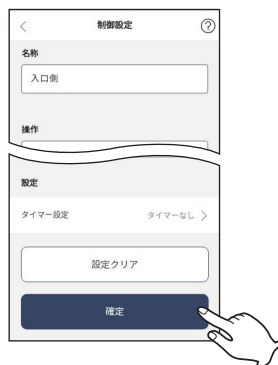 制御設定 ?
名称
入口側
操作
設定
タイマー設定 タイマーなし
設定クリア
確定